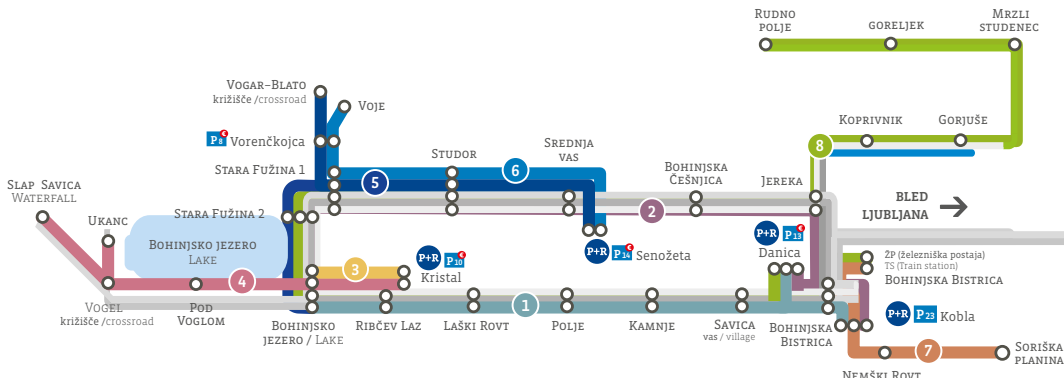 RUDNO
POLJE
GORELJEK
MRZLI
STUDENEC
VOGAR–BLATO
križišče /crossroad
VOJE
P8 €
Vorenčkojca
KOPRIVNIK
GORJUŠE
8
STARA FUŽINA 1
STUDOR
SREDNJA
VAS
6
5
BOHINJSKA
ČEŠNJICA
JEREKA
SLAP SAVICA
WATERFALL
UKANC
STARA FUŽINA 2
2
BLED
LJUBLJANA
BOHINJSKO JEZERO
LAKE
P+R
P10 €
Kristal
P+R
P14 €
Senožeta
P+R
P13 €
Danica
ŽP (železniška postaja)
TS (Train station)
BOHINJSKA BISTRICA
4
3
1
VOGEL
križišče /crossroad
POD
VOGLOM
BOHINJSKO
JEZERO / LAKE
RIBČEV LAZ
LAŠKI ROVT
POLJE
KAMNJE
SAVICA
vas / village
BOHINJSKA
BISTRICA
P+R
P23
Kobla
7
SORIŠKA
PLANINA
NEMŠKI ROVT